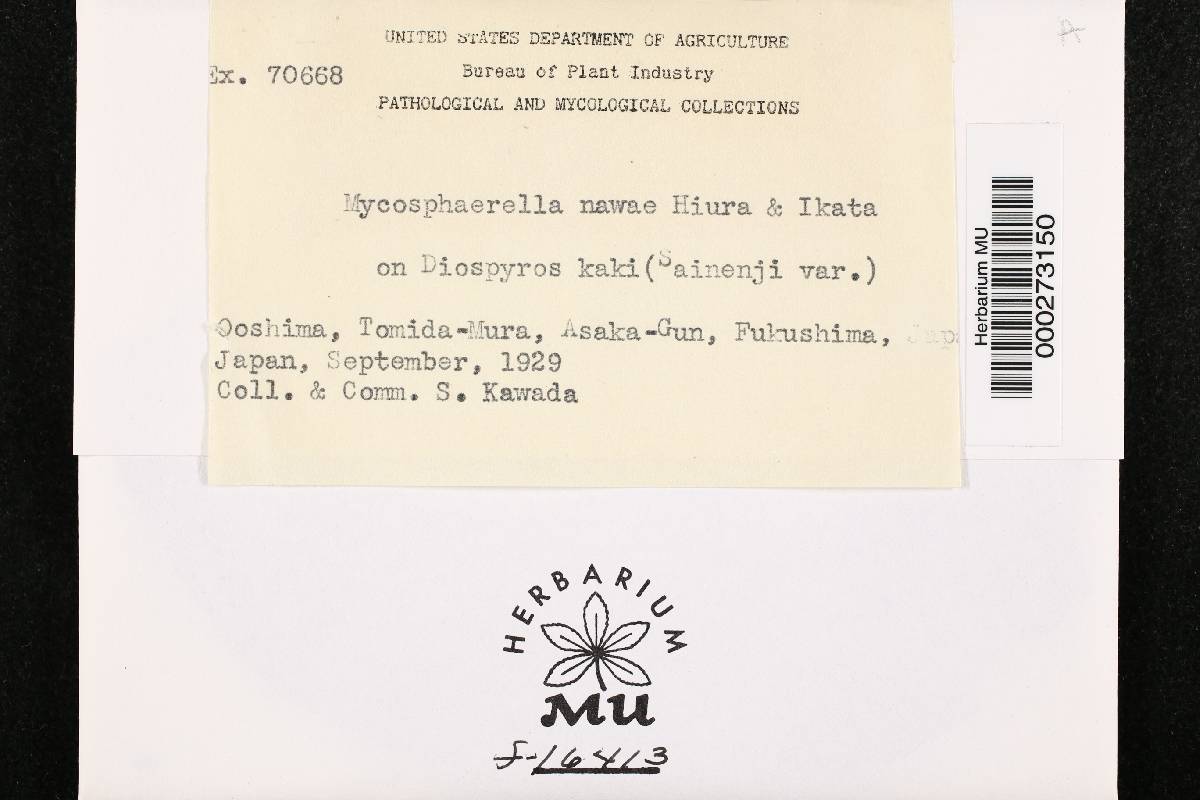 A
UNITED STATES DEPARTMENT OF AGRICULTURE
Ex. 70668
Bureau of Plant Industry
PATHOLOGICAL AND MYCOLOGICAL COLLECTIONS
Mycosphaerella nawae Hiura & Ikata
on Diospyros kaki(Sainenji var.)
Ooshima, Tomida-Mura, Asaka-Gun, Fukushima, Jap
Japan, September, 1929
Coll. & Comm. S. Kawada
Herbarium MU
000273150
HERBARIUM
MU
f-16413